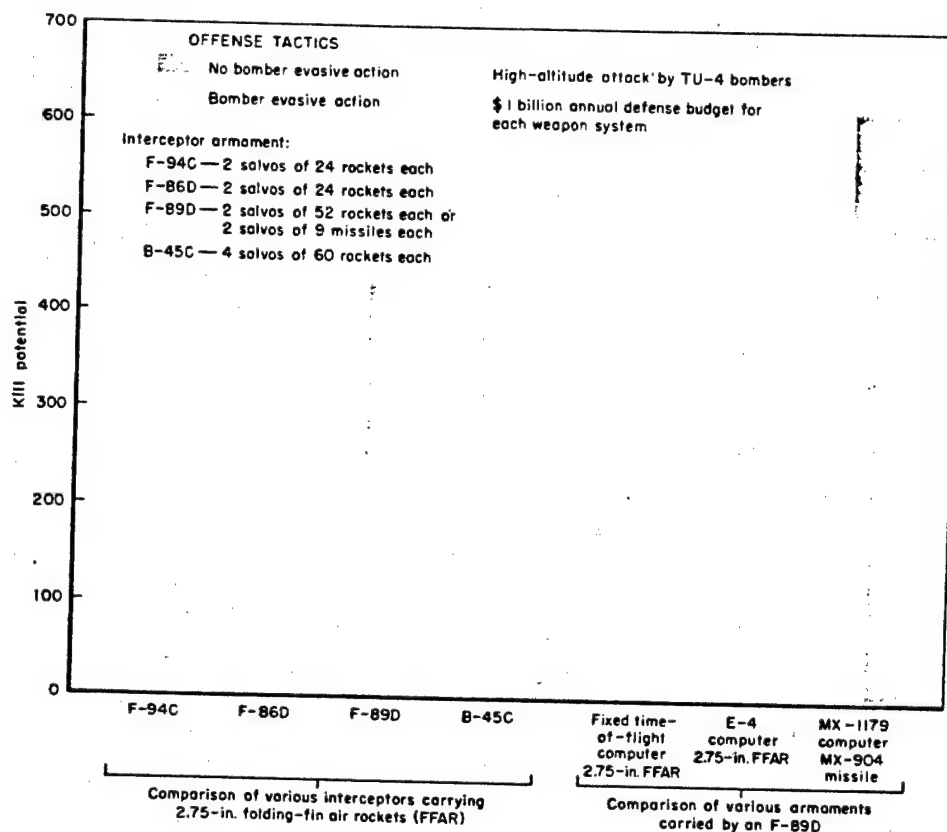 700
600
500
400
300
200
100
0
Kill potential
OFFENSE TACTICS
No bomber evasive action
Bomber evasive action
Interceptor armament:
F-94C — 2 salvos of 24 rockets each
F-86D — 2 salvos of 24 rockets each
F-89D — 2 salvos of 52 rockets each or
2 salvos of 9 missiles each
B-45C — 4 salvos of 60 rockets each
High-altitude attack by TU-4 bombers
$ 1 billion annual defense budget for
each weapon system
F-94C
F-86D
F-89D
B-45C
Fixed time-
of-flight
computer
2.75-in. FFAR
E-4
computer
2.75-in. FFAR
MX-1179
computer
MX-904
missile
Comparison of various interceptors carrying
2.75-in. folding-fin air rockets (FFAR)
Comparison of various armaments
carried by an F-89D